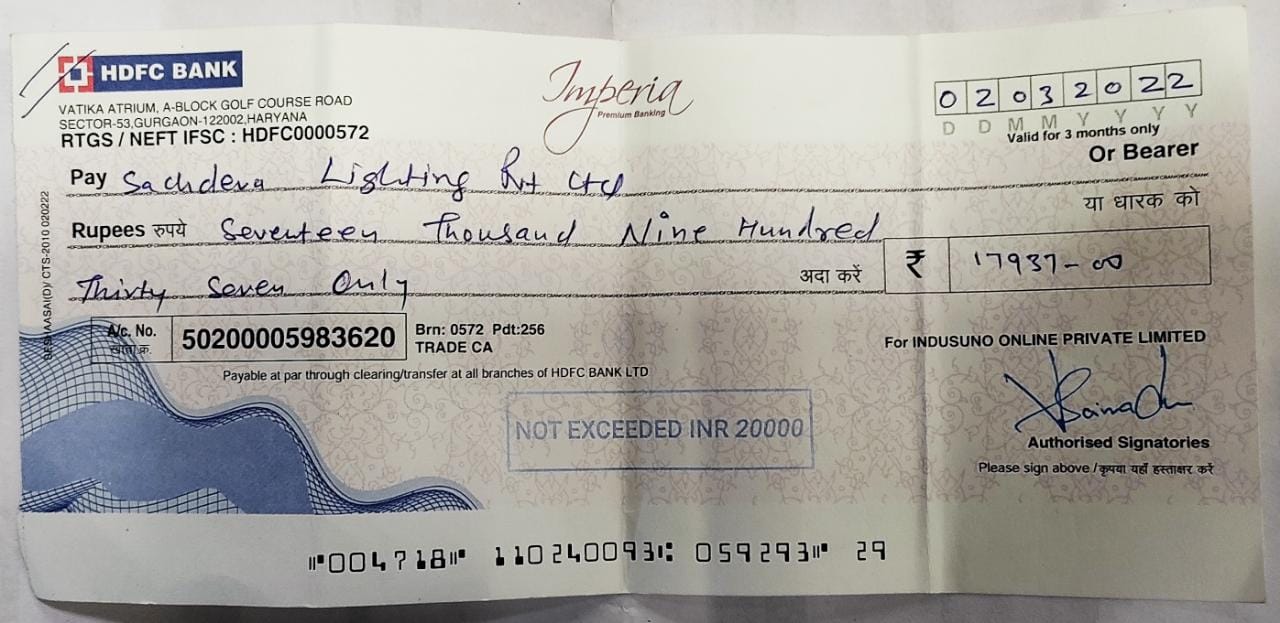 HDFC BANK
Imperia
Premium Banking
VATIKA ATRIUM, A-BLOCK GOLF COURSE ROAD
SECTOR-53,GURGAON-122002,HARYANA
RTGS / NEFT IFSC : HDFC0000572
0 2 0 3 2 0 2 2
D D M M Y Y Y Y
Valid for 3 months only
Pay Sachdeva Lighting Pvt Ltd
Or Bearer
या धारक को
Rupees रुपये Seventeen Thousand Nine Hundred
Thirty Seven Only अदा करें ₹ 17937-00
A/c. No. 50200005983620
खाता क्र.
Brn: 0572 Pdt:256
TRADE CA
Payable at par through clearing/transfer at all branches of HDFC BANK LTD
For INDUSUNO ONLINE PRIVATE LIMITED
NOT EXCEEDED INR 20000
Authorised Signatories
Please sign above / कृपया यहाँ हस्ताक्षर करें
CTS-2010 020222
⑈004718⑈ 110240093⑆ 059293⑈ 29